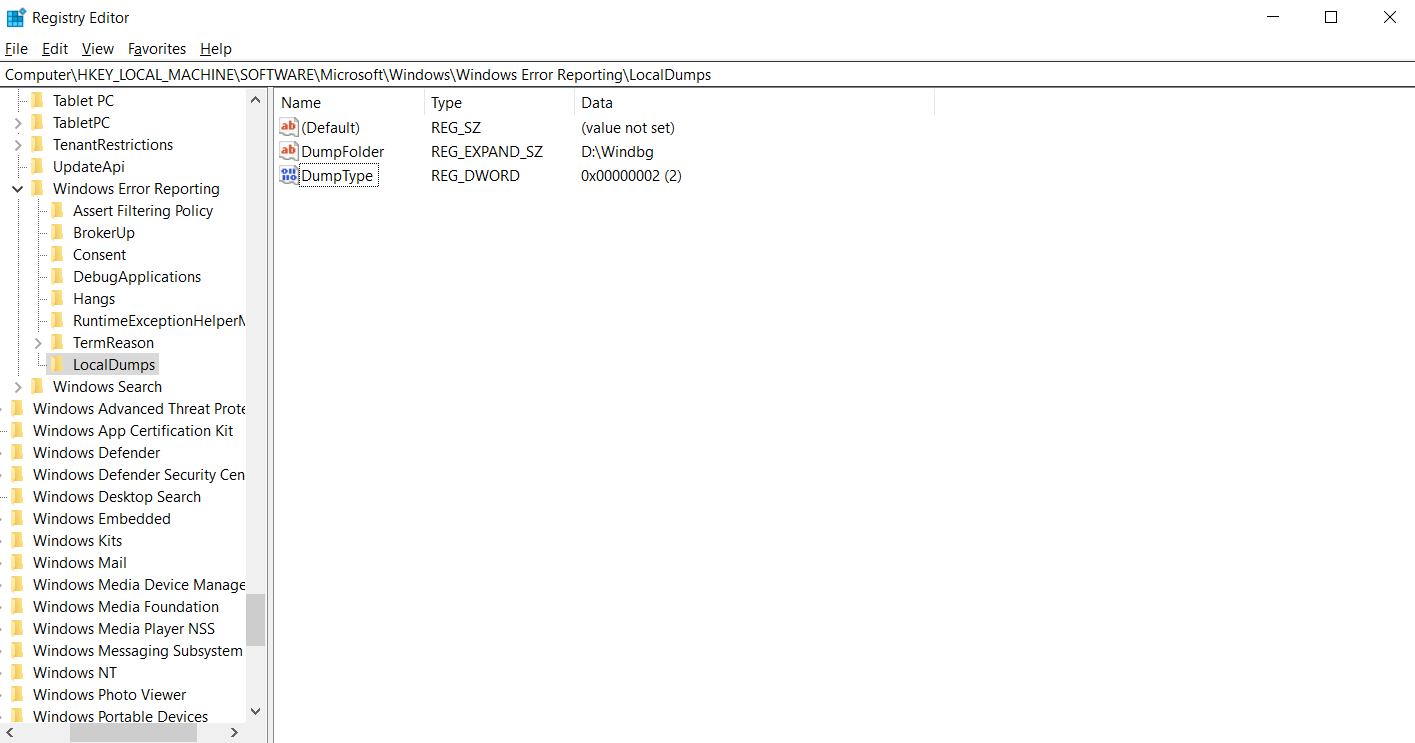 Registry Editor
File Edit View Favorites Help
Computer\HKEY_LOCAL_MACHINE\SOFTWARE\Microsoft\Windows\Windows Error Reporting\LocalDumps
Tablet PC
TabletPC
TenantRestrictions
UpdateApi
Windows Error Reporting
Assert Filtering Policy
BrokerUp
Consent
DebugApplications
Hangs
RuntimeExceptionHelperM
TermReason
LocalDumps
Windows Search
Windows Advanced Threat Prote
Windows App Certification Kit
Windows Defender
Windows Defender Security Cen
Windows Desktop Search
Windows Embedded
Windows Kits
Windows Mail
Windows Media Device Manage
Windows Media Foundation
Windows Media Player NSS
Windows Messaging Subsystem
Windows NT
Windows Photo Viewer
Windows Portable Devices
Name Type Data
(Default) REG_SZ (value not set)
DumpFolder REG_EXPAND_SZ D:\Windbg
DumpType REG_DWORD 0x00000002 (2)